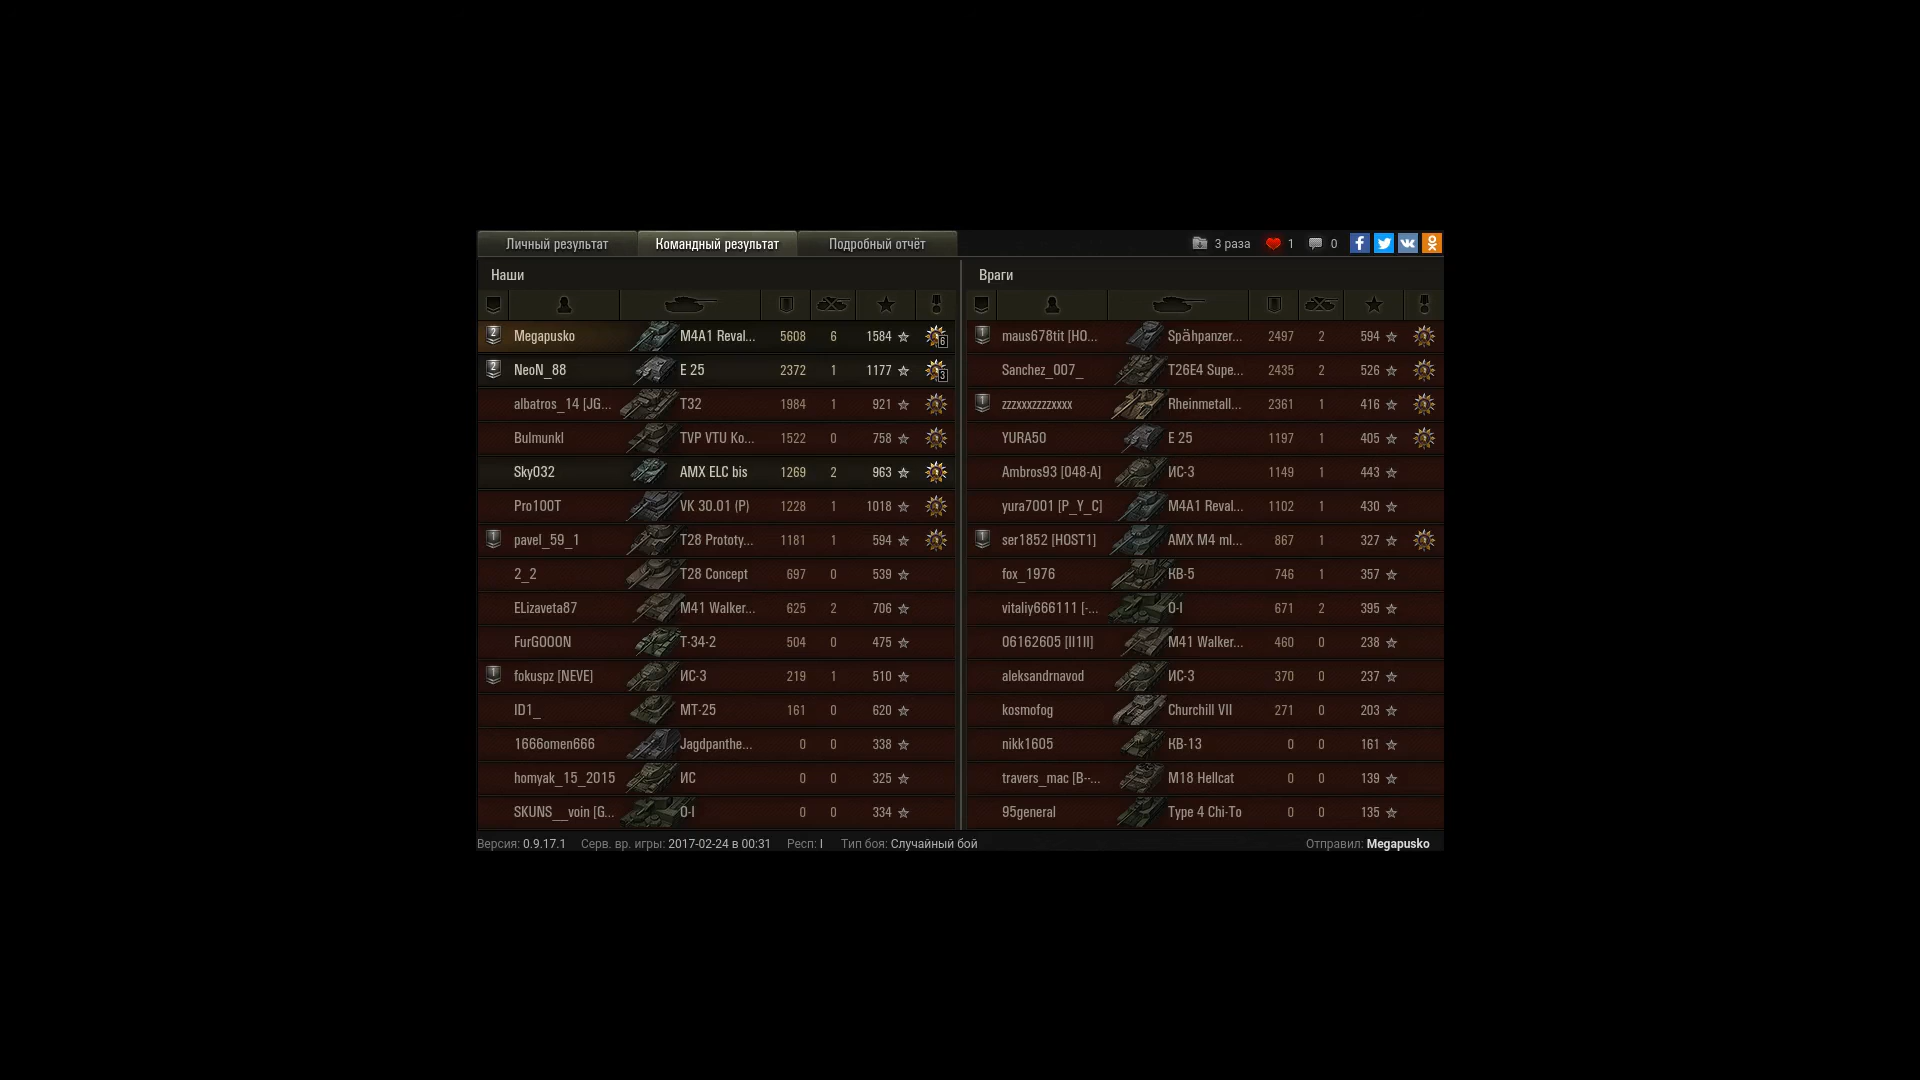 Личный результат Командный результат Подробный отчёт 3 раза 1 0
Наши Враги
2 Megapusko M4A1 Reval... 5608 6 1584 6 1 maus678tit [HO... Spähpanzer... 2497 2 594
2 NeoN_88 E 25 2372 1 1177 3 Sanchez_007_ T26E4 Supe... 2435 2 526
albatros_14 [JG... T32 1984 1 921 1 zzzxxxzzzzxxxx Rheinmetall... 2361 1 416
Bulmunkl TVP VTU Ko... 1522 0 758 YURA50 E 25 1197 1 405
Sky032 AMX ELC bis 1269 2 963 Ambros93 [048-A] ИС-3 1149 1 443
Pro100T VK 30.01 (P) 1228 1 1018 yura7001 [P_Y_C] M4A1 Reval... 1102 1 430
1 pavel_59_1 T28 Prototy... 1181 1 594 1 ser1852 [HOST1] AMX M4 ml... 867 1 327
2_2 T28 Concept 697 0 539 fox_1976 КВ-5 746 1 357
ELizaveta87 M41 Walker... 625 2 706 vitaliy666111 [-... O-I 671 2 395
FurGOOON T-34-2 504 0 475 06162605 [II1II] M41 Walker... 460 0 238
1 fokuspz [NEVE] ИС-3 219 1 510 aleksandrnavod ИС-3 370 0 237
ID1_ МТ-25 161 0 620 kosmofog Churchill VII 271 0 203
1666omen666 Jagdpanthe... 0 0 338 nikk1605 КВ-13 0 0 161
homyak_15_2015 ИС 0 0 325 travers_mac [B--... M18 Hellcat 0 0 139
SKUNS__voin [G... O-I 0 0 334 95general Type 4 Chi-To 0 0 135
Версия: 0.9.17.1 Серв. вр. игры: 2017-02-24 в 00:31 Респ: I Тип боя: Случайный бой Отправил: Megapusko